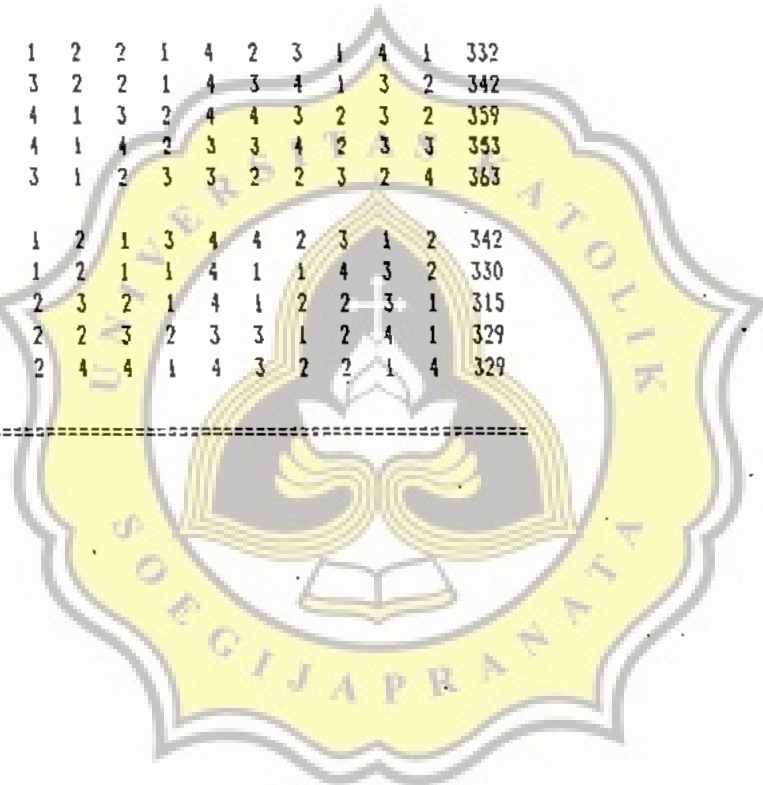 1 2 2 1 4 2 3 1 4 1 332
3 2 2 1 4 3 4 1 3 2 342
4 1 3 2 4 4 3 2 3 2 359
4 1 4 2 3 3 4 2 3 3 353
3 1 2 3 3 2 2 3 2 4 363
1 2 1 3 4 4 2 3 1 2 342
1 2 1 1 4 1 1 4 3 2 330
2 3 2 1 4 1 2 2 3 1 315
2 2 3 2 3 3 1 2 4 1 329
2 4 4 1 4 3 2 2 1 4 329
UNIVERSITAS KATOLIK
SOEGIJAPRANATA